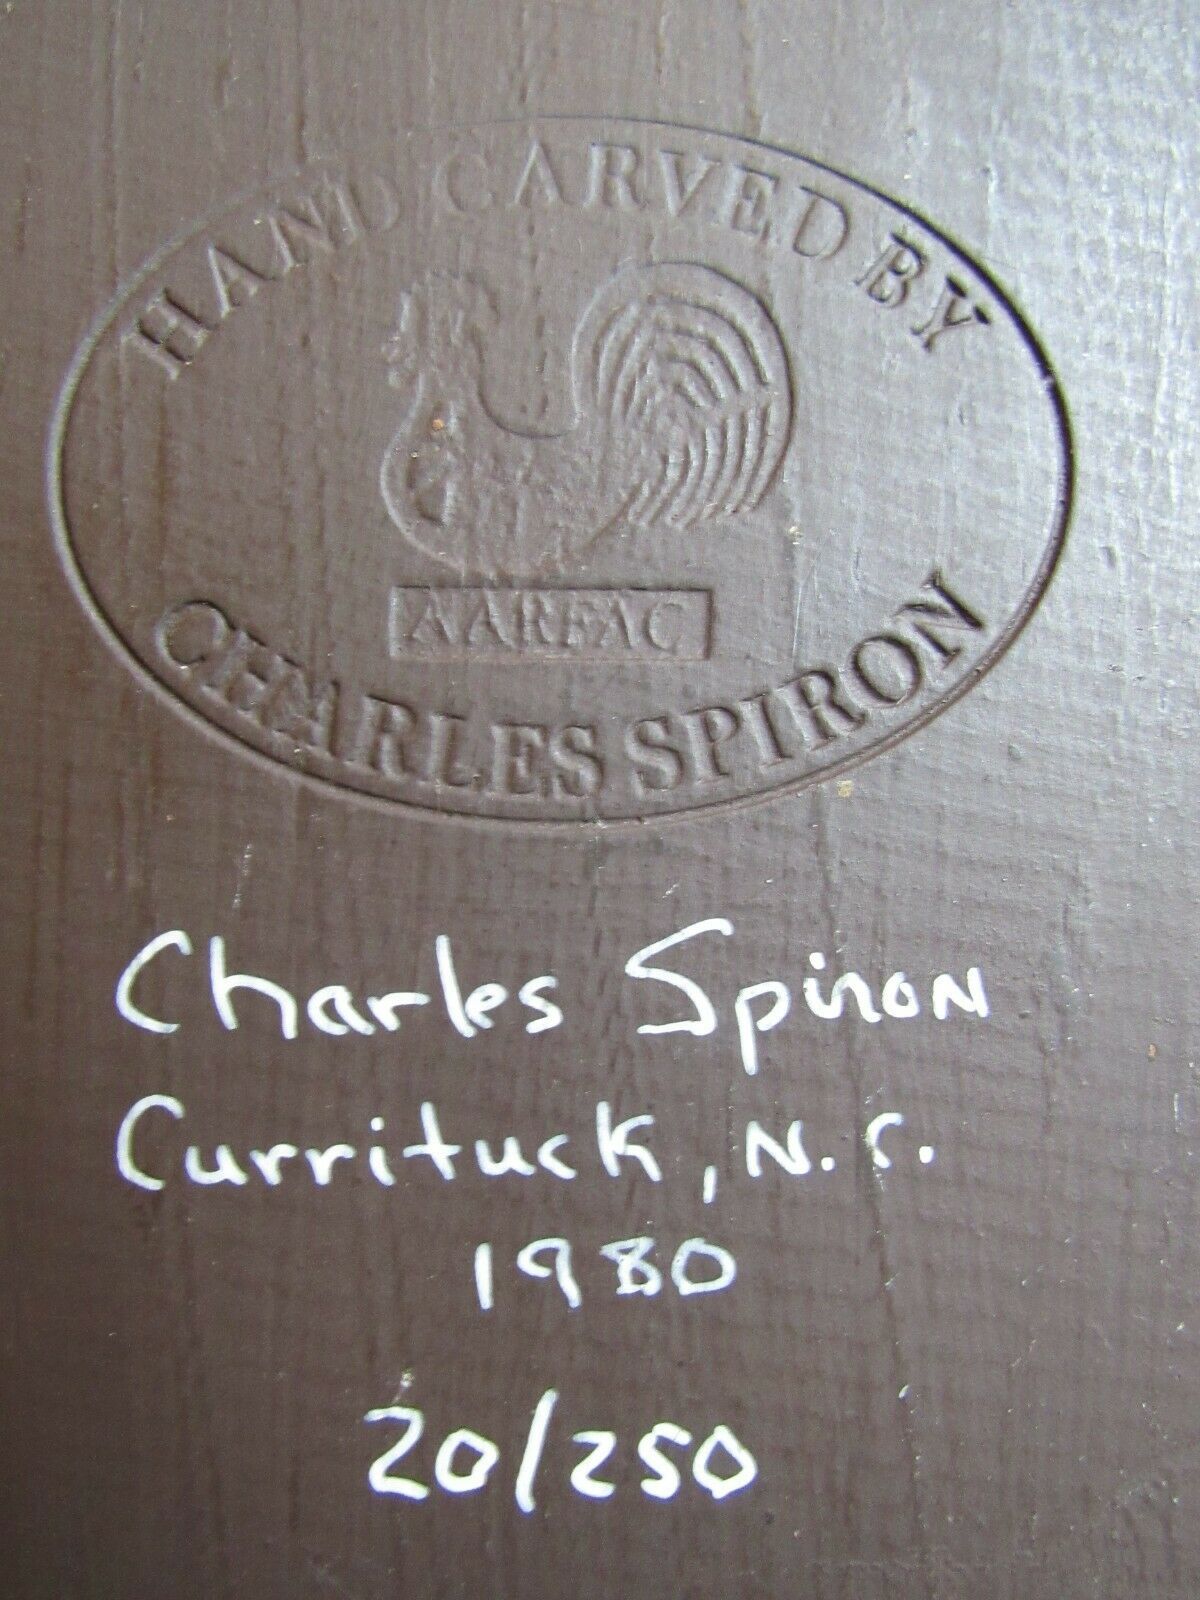 HAND CARVED BY
AARFAC
CHARLES SPIRON
Charles Spiron
Currituck, N.C.
1980
20/250